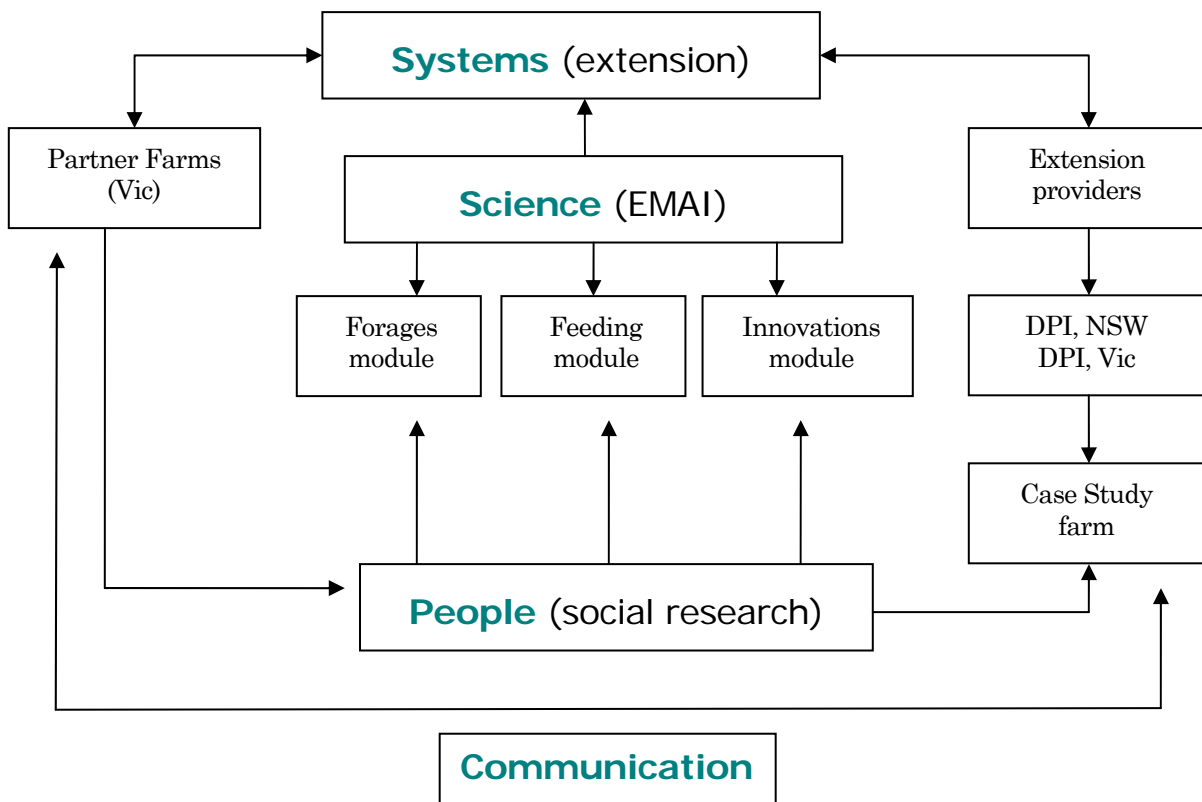 Systems (extension)
Partner Farms
(Vic)
Extension
providers
Science (EMAI)
Forages
module
Feeding
module
Innovations
module
DPI, NSW
DPI, Vic
Case Study
farm
People (social research)
Communication